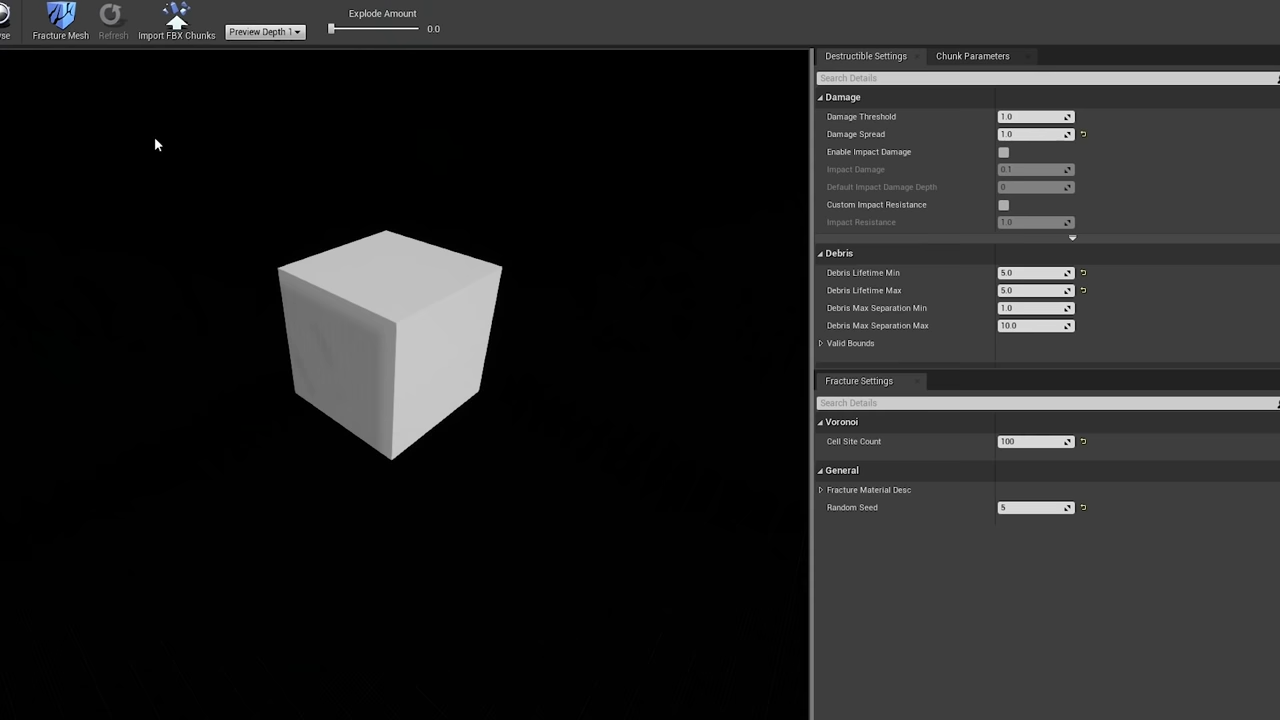 Explode Amount
0.0
se
Fracture Mesh
Refresh
Import FBX Chunks
Preview Depth 1
Destructible Settings
Chunk Parameters
Search Details
Damage
Damage Threshold 1.0
Damage Spread 1.0
Enable Impact Damage
Impact Damage 0.1
Default Impact Damage Depth 0
Custom Impact Resistance
Impact Resistance 1.0
Debris
Debris Lifetime Min 5.0
Debris Lifetime Max 5.0
Debris Max Separation Min 1.0
Debris Max Separation Max 10.0
Valid Bounds
Fracture Settings
Search Details
Voronoi
Cell Site Count 100
General
Fracture Material Desc
Random Seed 5